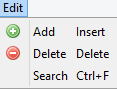 Edit
Add Insert
Delete Delete
Search Ctrl+F